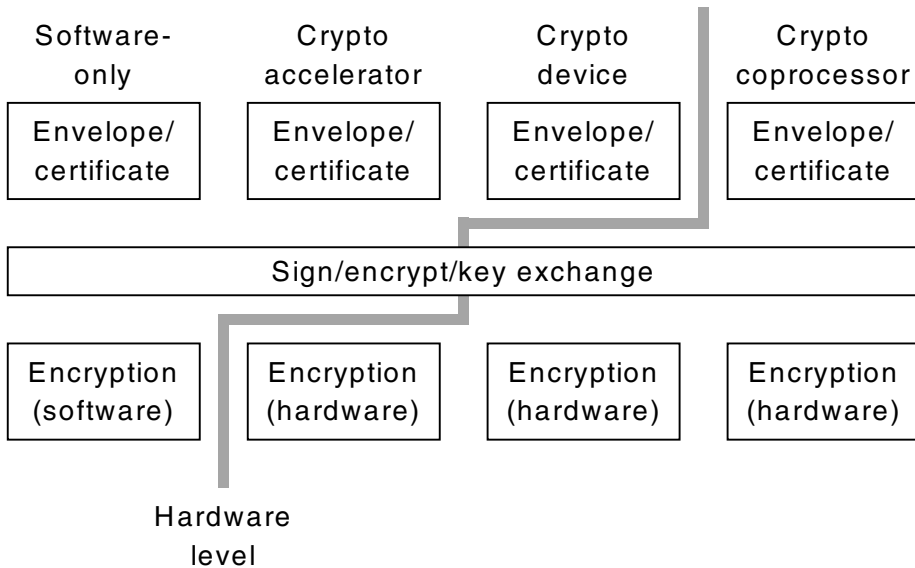 Software-
only
Crypto
accelerator
Crypto
device
Crypto
coprocessor
Envelope/
certificate
Envelope/
certificate
Envelope/
certificate
Envelope/
certificate
Sign/encrypt/key exchange
Encryption
(software)
Encryption
(hardware)
Encryption
(hardware)
Encryption
(hardware)
Hardware
level